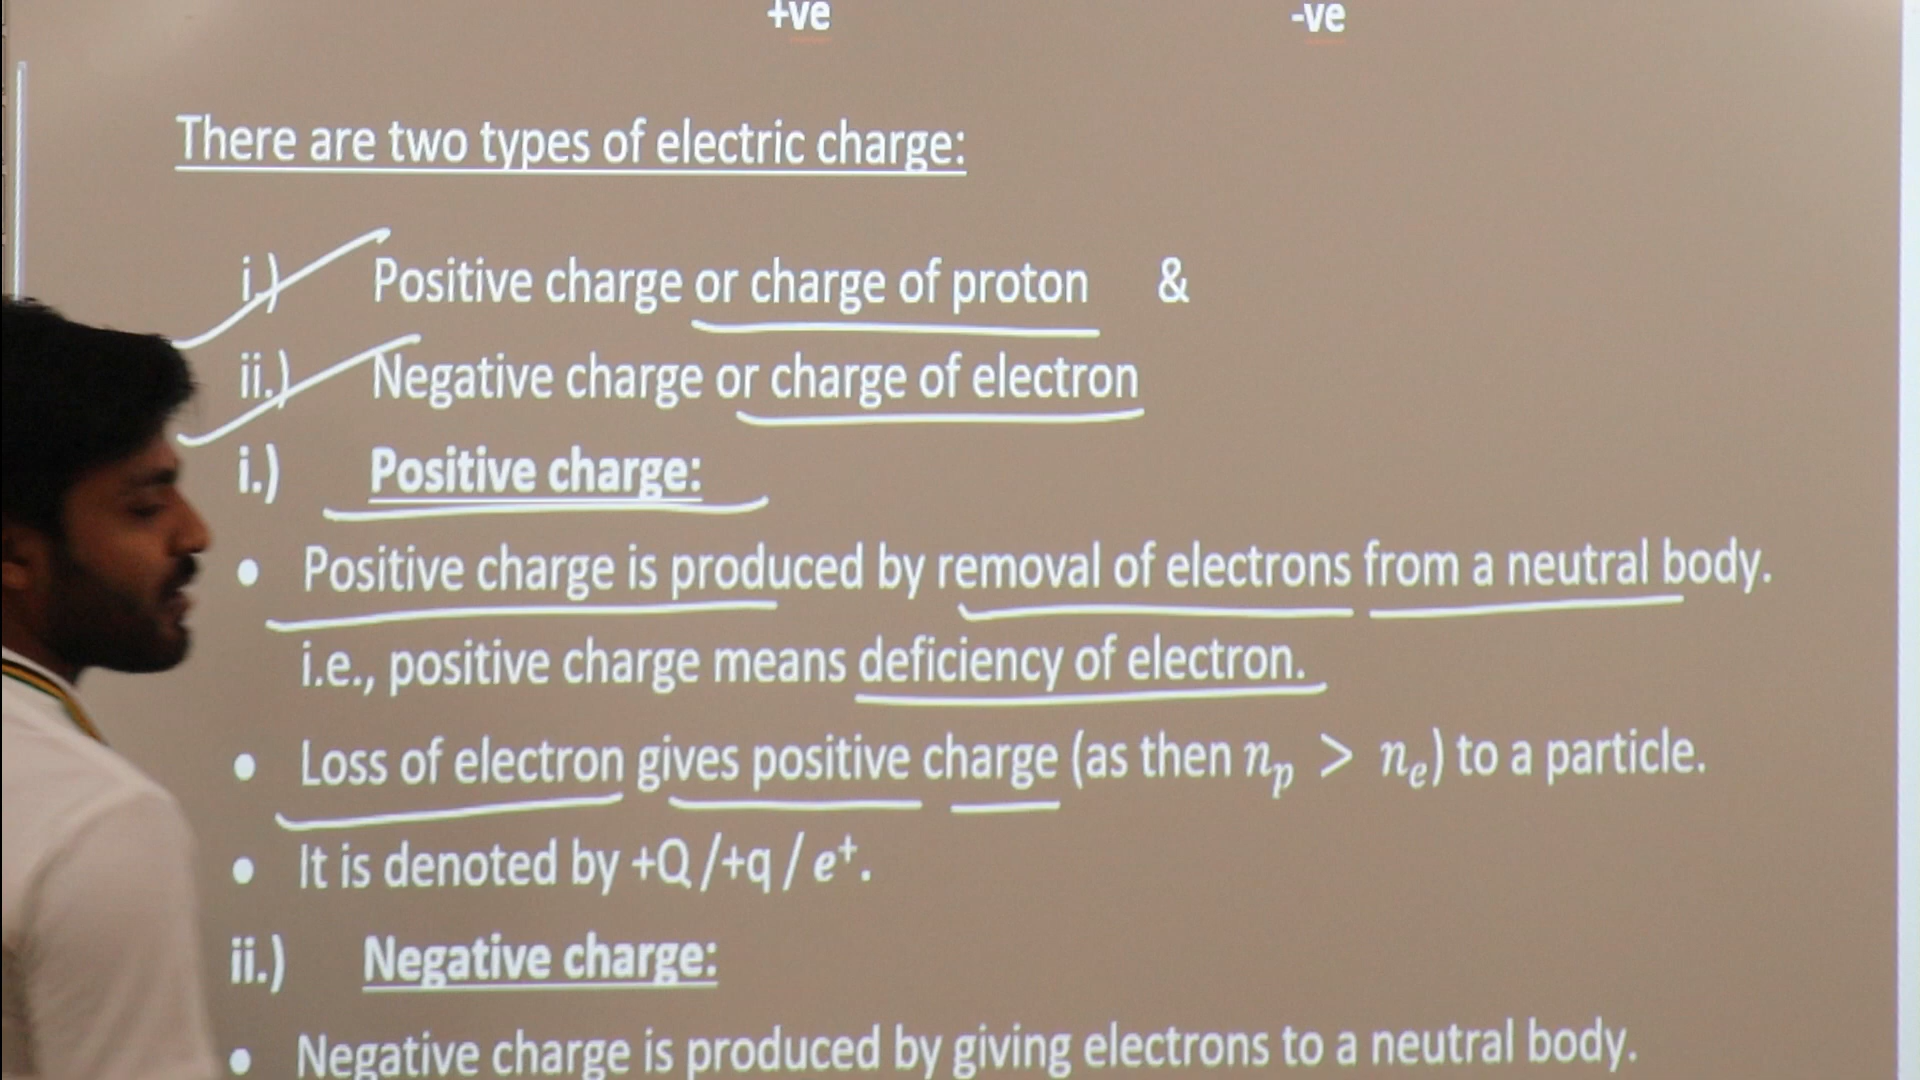 +ve -ve
There are two types of electric charge:
i.) Positive charge or charge of proton &
ii.) Negative charge or charge of electron
i.) Positive charge:
• Positive charge is produced by removal of electrons from a neutral body.
i.e., positive charge means deficiency of electron.
• Loss of electron gives positive charge (as then nₚ > nₑ) to a particle.
• It is denoted by +Q /+q / e⁺.
ii.) Negative charge:
• Negative charge is produced by giving electrons to a neutral body.